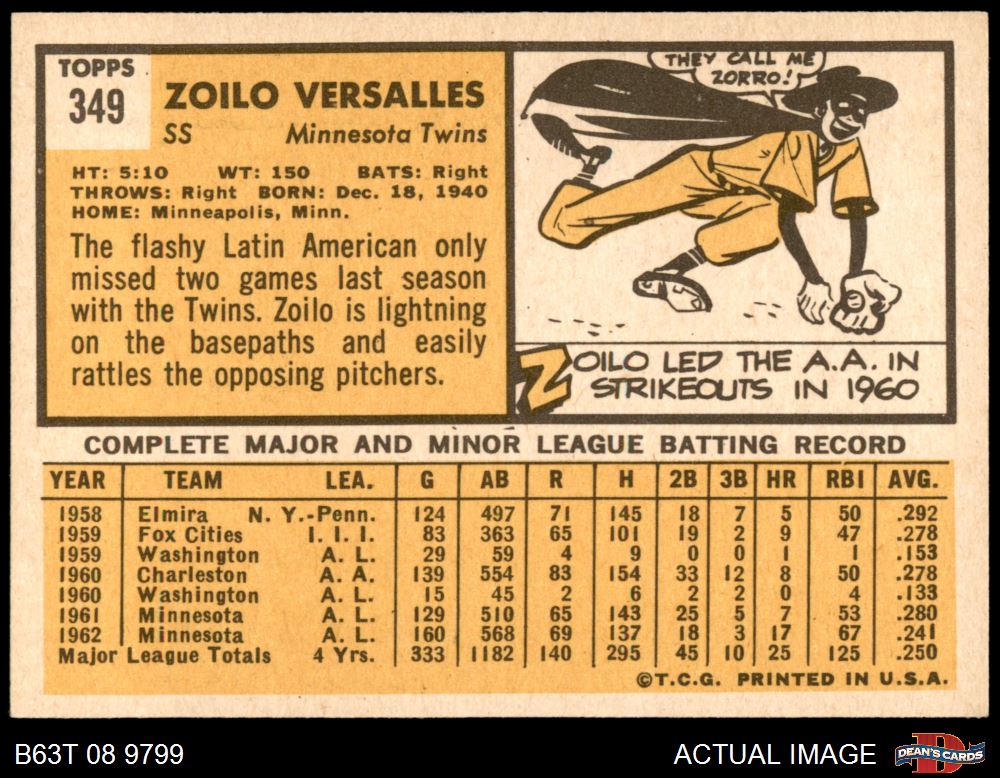 TOPPS
349
ZOILO VERSALLES
SS Minnesota Twins
HT: 5:10 WT: 150 BATS: Right
THROWS: Right BORN: Dec. 18, 1940
HOME: Minneapolis, Minn.
The flashy Latin American only
missed two games last season
with the Twins. Zoilo is lightning
on the basepaths and easily
rattles the opposing pitchers.
THEY CALL ME
ZORRO!
ZOILO LED THE A.A. IN
STRIKEOUTS IN 1960
COMPLETE MAJOR AND MINOR LEAGUE BATTING RECORD
YEAR TEAM LEA. G AB R H 2B 3B HR RBI AVG.
1958 Elmira N. Y.-Penn. 124 497 71 145 18 7 5 50 .292
1959 Fox Cities I. I. I. 83 363 65 101 19 2 9 47 .278
1959 Washington A. L. 29 59 4 9 0 0 1 1 .153
1960 Charleston A. A. 139 554 83 154 33 12 8 50 .278
1960 Washington A. L. 15 45 2 6 2 2 0 4 .133
1961 Minnesota A. L. 129 510 65 143 25 5 7 53 .280
1962 Minnesota A. L. 160 568 69 137 18 3 17 67 .241
Major League Totals 4 Yrs. 333 1182 140 295 45 10 25 125 .250
©T.C.G. PRINTED IN U.S.A.
B63T 08 9799
ACTUAL IMAGE
DEAN'S CARDS